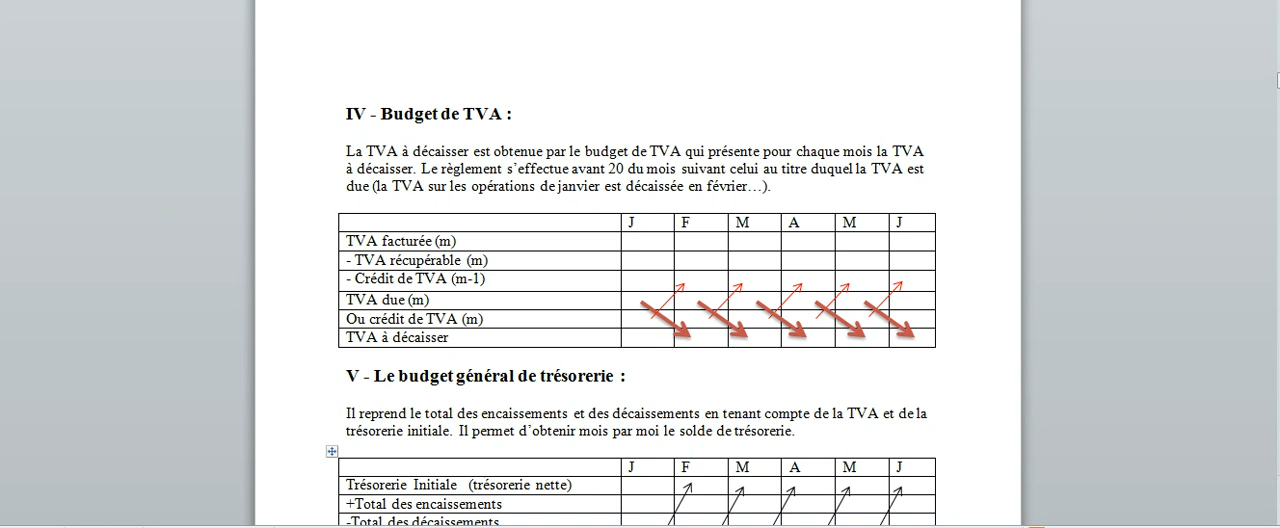 IV - Budget de TVA :
La TVA à décaisser est obtenue par le budget de TVA qui présente pour chaque mois la TVA
à décaisser. Le règlement s’effectue avant 20 du mois suivant celui au titre duquel la TVA est
due (la TVA sur les opérations de janvier est décaissée en février…).
J F M A M J
TVA facturée (m)
- TVA récupérable (m)
- Crédit de TVA (m-1)
TVA due (m)
Ou crédit de TVA (m)
TVA à décaisser
V - Le budget général de trésorerie :
Il reprend le total des encaissements et des décaissements en tenant compte de la TVA et de la
trésorerie initiale. Il permet d’obtenir mois par moi le solde de trésorerie.
J F M A M J
Trésorerie Initiale (trésorerie nette)
+Total des encaissements
-Total des décaissements